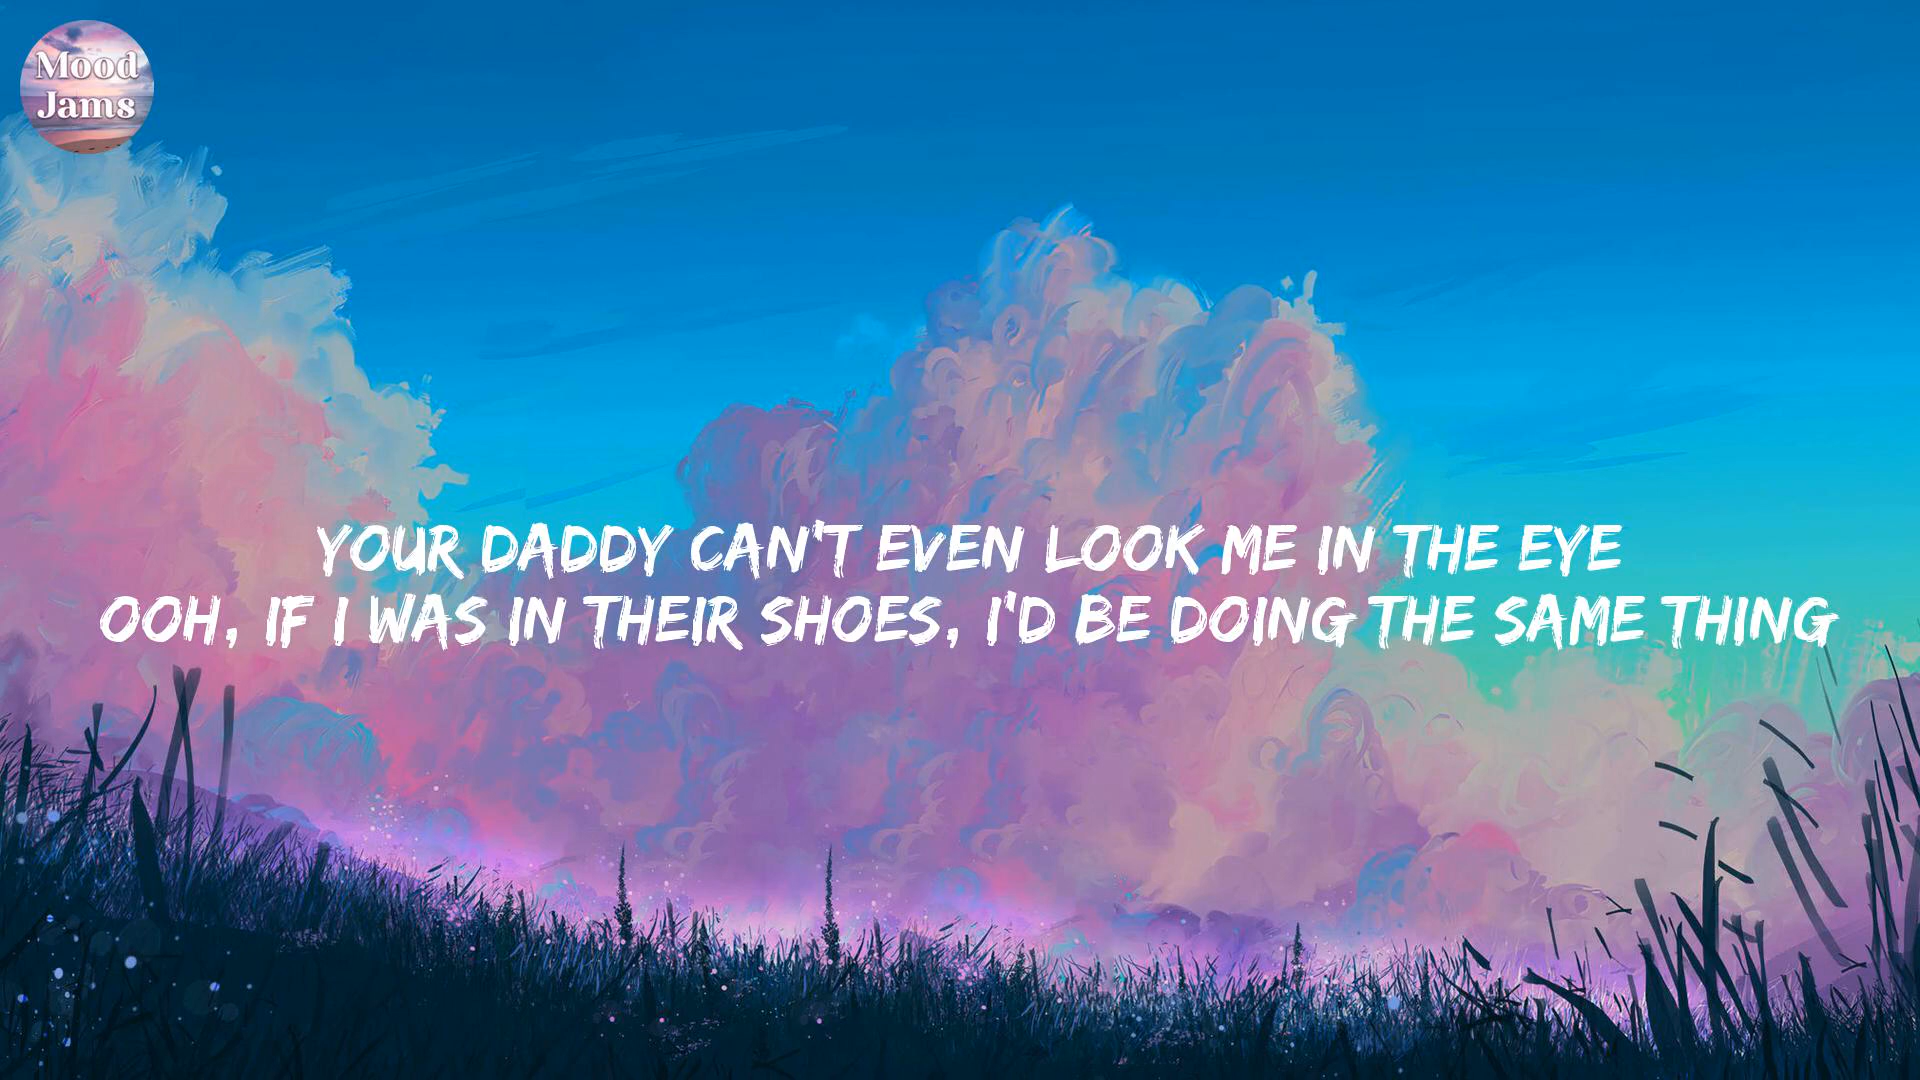 Mood
Jams
YOUR DADDY CAN'T EVEN LOOK ME IN THE EYE
OOH, IF I WAS IN THEIR SHOES, I'D BE DOING THE SAME THING